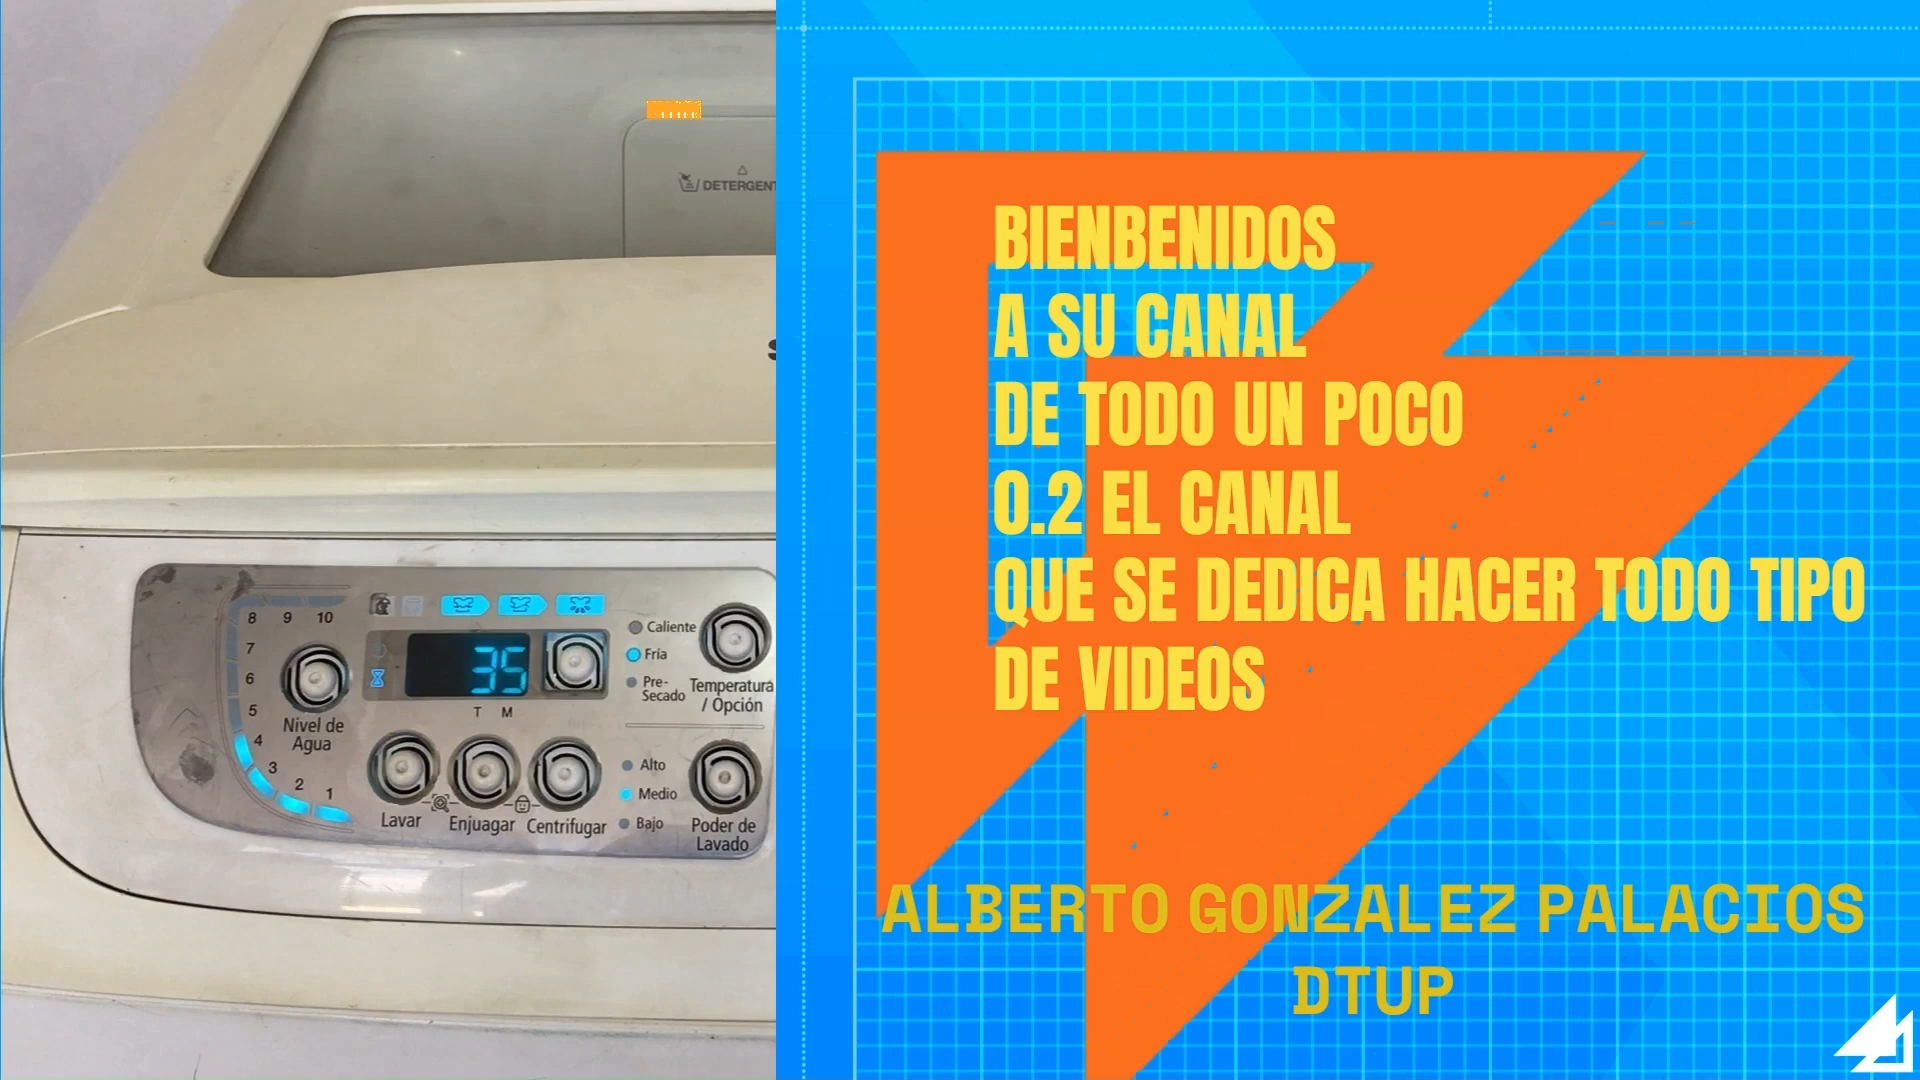 DETERGENT
8 9 10
7
6
5
4
3
2
1
Nivel de
Agua
35
T M
Caliente
Fría
Pre-
Secado
Temperatura
/ Opción
Lavar
Enjuagar
Centrifugar
Alto
Medio
Bajo
Poder de
Lavado
BIENBENIDOS
A SU CANAL
DE TODO UN POCO
0.2 EL CANAL
QUE SE DEDICA HACER TODO TIPO
DE VIDEOS
ALBERTO GONZALEZ PALACIOS
DTUP